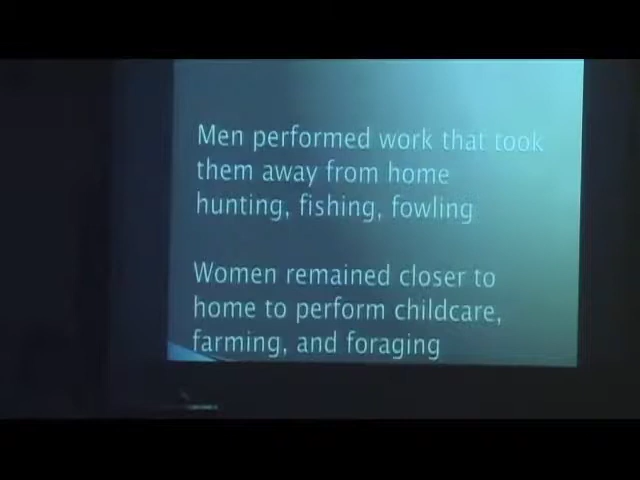 Men performed work that took
them away from home
hunting, fishing, fowling
Women remained closer to
home to perform childcare,
farming, and foraging